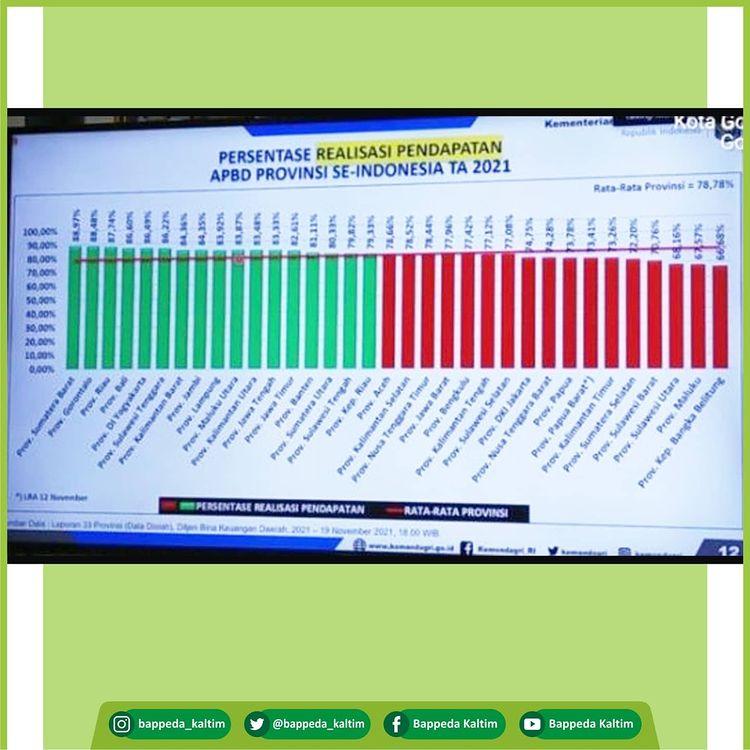 Kementerian
Kota Go
Republik Indonesia
PERSENTASE REALISASI PENDAPATAN
APBD PROVINSI SE-INDONESIA TA 2021
Rata-Rata Provinsi = 78,78%
88,97%
88,48%
87,74%
86,60%
86,49%
86,22%
84,36%
84,35%
83,92%
83,87%
83,48%
83,33%
82,61%
81,11%
80,33%
79,82%
79,33%
78,66%
78,52%
78,44%
77,96%
77,42%
77,12%
77,08%
74,75%
74,28%
73,78%
73,41%
73,26%
72,20%
70,76%
68,16%
67,57%
66,68%
100,00%
90,00%
80,00%
70,00%
60,00%
50,00%
40,00%
30,00%
20,00%
10,00%
0,00%
Prov. Sumatera Barat
Prov. Gorontalo
Prov. Riau
Prov. Bali
Prov. DI Yogyakarta
Prov. Sulawesi Tenggara
Prov. Kalimantan Barat
Prov. Jambi
Prov. Lampung
Prov. Maluku Utara
Prov. Kalimantan Utara
Prov. Jawa Tengah
Prov. Jawa Timur
Prov. Banten
Prov. Sumatera Utara
Prov. Sulawesi Tengah
Prov. Kep. Riau
Prov. Aceh
Prov. Kalimantan Selatan
Prov. Nusa Tenggara Timur
Prov. Jawa Barat
Prov. Bengkulu
Prov. Kalimantan Tengah
Prov. Sulawesi Selatan
Prov. DKI Jakarta
Prov. Nusa Tenggara Barat
Prov. Papua
Prov. Papua Barat*)
Prov. Kalimantan Timur
Prov. Sumatera Selatan
Prov. Sulawesi Barat
Prov. Sulawesi Utara
Prov. Maluku
Prov. Kep. Bangka Belitung
*) LRA 12 November
PERSENTASE REALISASI PENDAPATAN RATA-RATA PROVINSI
mber Data : Laporan 33 Provinsi (Data Diolah), Ditjen Bina Keuangan Daerah, 2021 – 19 November 2021, 18.00 WIB
www.kemendagri.go.id Kemendagri RI kemendagri kemendagri 12
bappeda_kaltim @bappeda_kaltim Bappeda Kaltim Bappeda Kaltim